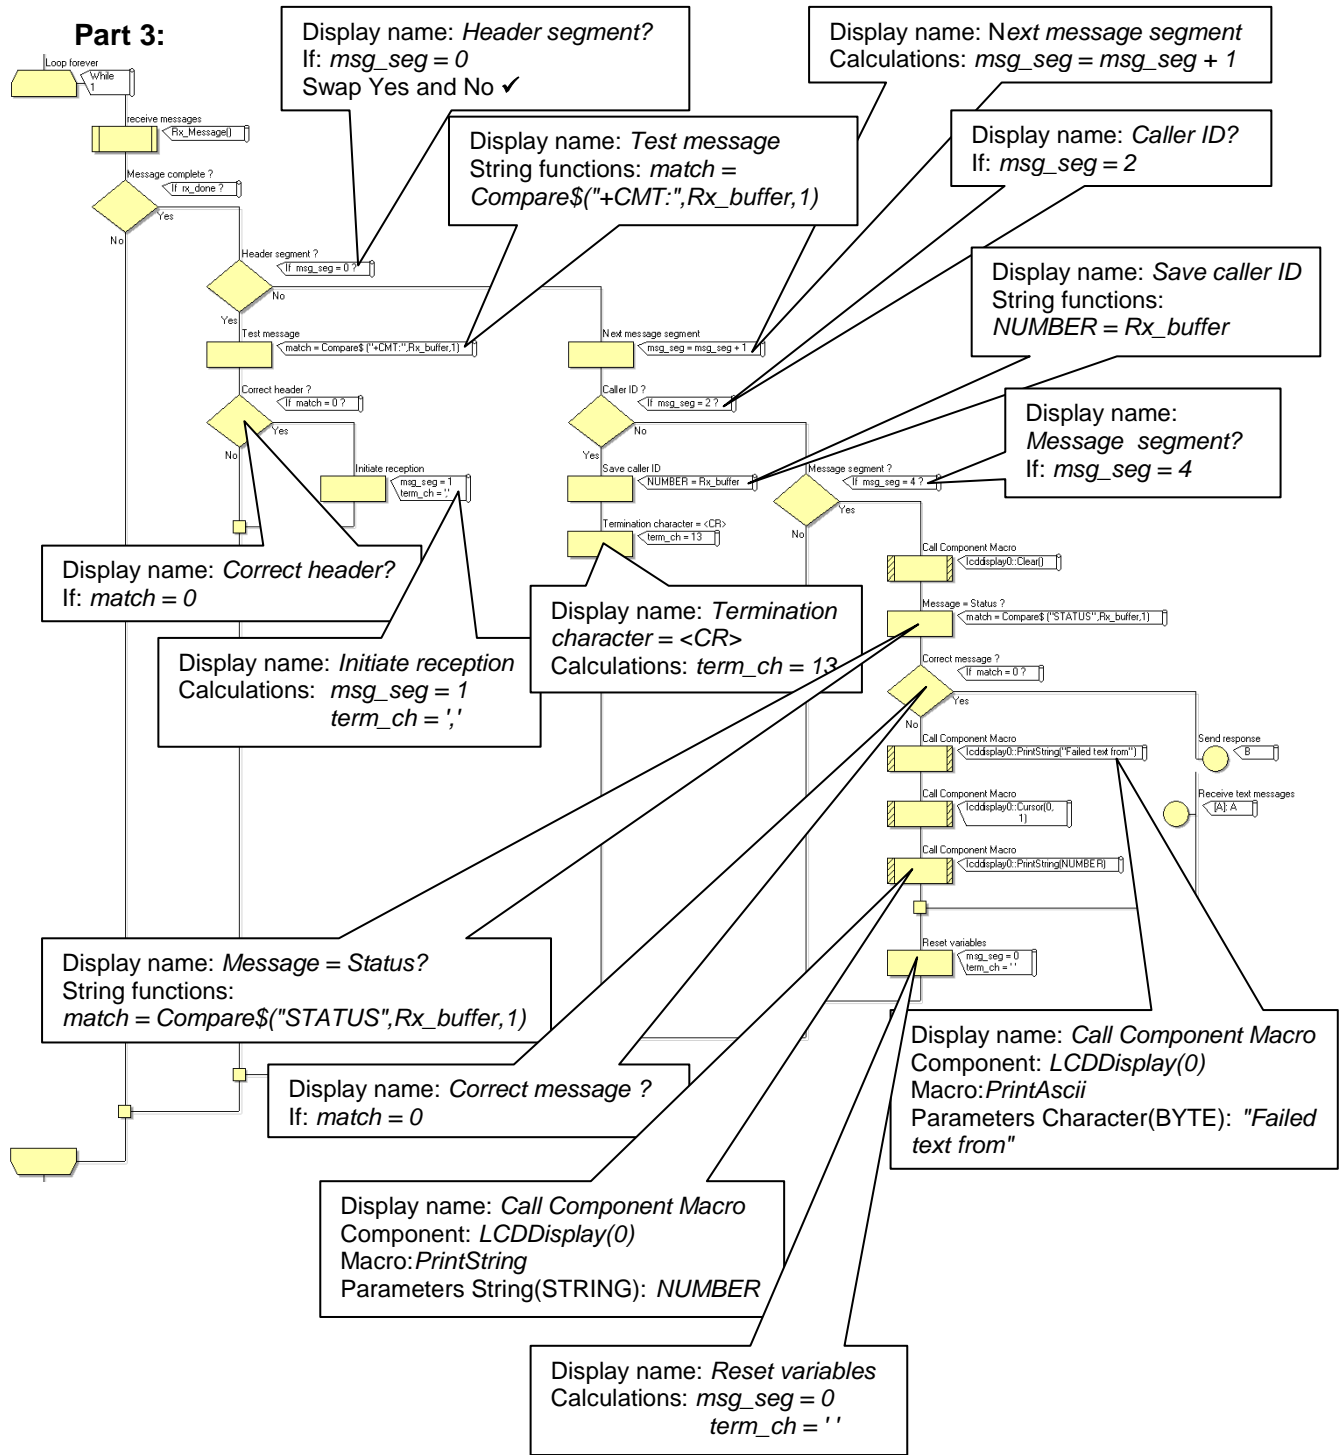 Part 3:
Display name: Header segment?
If: msg_seg = 0
Swap Yes and No ✓
Display name: Next message segment
Calculations: msg_seg = msg_seg + 1
Loop forever
While
1
receive messages
Rx_Message()
Display name: Test message
String functions: match =
Compare$("+CMT:",Rx_buffer,1)
Display name: Caller ID?
If: msg_seg = 2
Message complete ?
If rx_done ?
Yes
No
Header segment ?
If msg_seg = 0 ?
No
Yes
Display name: Save caller ID
String functions:
NUMBER = Rx_buffer
Test message
match = Compare$ ("+CMT:",Rx_buffer,1)
Next message segment
msg_seg = msg_seg + 1
Correct header ?
If match = 0 ?
Yes
No
Caller ID ?
If msg_seg = 2 ?
No
Yes
Display name:
Message segment?
If: msg_seg = 4
Initiate reception
msg_seg = 1
term_ch = ','
Save caller ID
NUMBER = Rx_buffer
Message segment ?
If msg_seg = 4 ?
Yes
No
Termination character = <CR>
term_ch = 13
Call Component Macro
lcddisplay0::Clear()
Display name: Correct header?
If: match = 0
Display name: Termination
character = <CR>
Calculations: term_ch = 13
Message = Status ?
match = Compare$ ("STATUS",Rx_buffer,1)
Display name: Initiate reception
Calculations: msg_seg = 1
term_ch = ','
Correct message ?
If match = 0 ?
Yes
No
Call Component Macro
lcddisplay0::PrintString("Failed text from")
Send response
B
Call Component Macro
lcddisplay0::Cursor(0,
1)
Receive text messages
[A]: A
Call Component Macro
lcddisplay0::PrintString(NUMBER)
Reset variables
msg_seg = 0
term_ch = ' '
Display name: Message = Status?
String functions:
match = Compare$("STATUS",Rx_buffer,1)
Display name: Correct message ?
If: match = 0
Display name: Call Component Macro
Component: LCDDisplay(0)
Macro:PrintAscii
Parameters Character(BYTE): "Failed
text from"
Display name: Call Component Macro
Component: LCDDisplay(0)
Macro:PrintString
Parameters String(STRING): NUMBER
Display name: Reset variables
Calculations: msg_seg = 0
term_ch = ' '